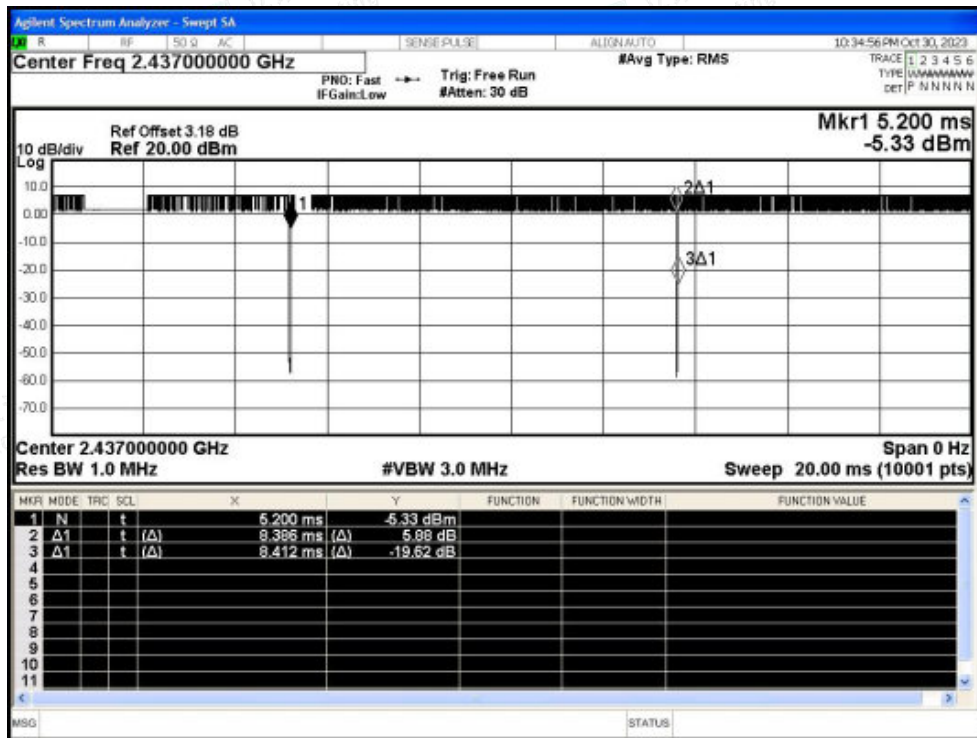 Agilent Spectrum Analyzer - Swept SA
LXI R RF 50 Ω AC SENSE:PULSE ALIGNAUTO 10:34:56 PM Oct 30, 2023
Center Freq 2.437000000 GHz #Avg Type: RMS TRACE 1 2 3 4 5 6
PNO: Fast Trig: Free Run TYPE WWWWWW
IFGain:Low #Atten: 30 dB DET P N N N N N
Mkr1 5.200 ms
Ref Offset 3.18 dB
10 dB/div Ref 20.00 dBm -5.33 dBm
Log
10.0
2Δ1
1
0.00
-10.0
3Δ1
-20.0
-30.0
-40.0
-50.0
-60.0
-70.0
Center 2.437000000 GHz Span 0 Hz
Res BW 1.0 MHz #VBW 3.0 MHz Sweep 20.00 ms (10001 pts)
MKR MODE TRC SCL X Y FUNCTION FUNCTION WIDTH FUNCTION VALUE
1 N t 5.200 ms -5.33 dBm
2 Δ1 t (Δ) 8.386 ms (Δ) 5.88 dB
3 Δ1 t (Δ) 8.412 ms (Δ) -19.62 dB
4
5
6
7
8
9
10
11
MSG STATUS